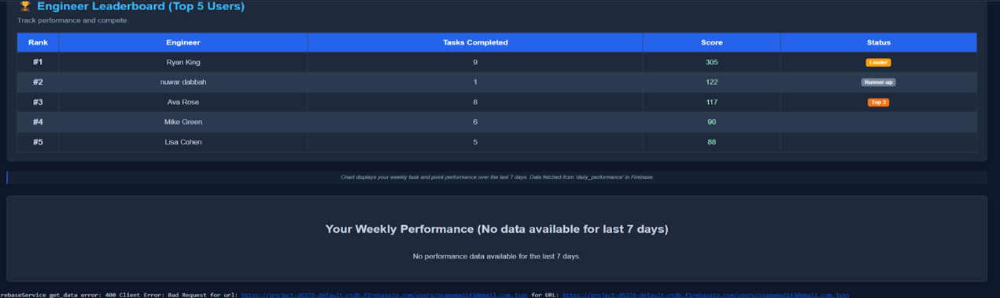 🏆 Engineer Leaderboard (Top 5 Users)
Track performance and compete.
Rank Engineer Tasks Completed Score Status
#1 Ryan King 9 305 Leader
#2 nuwar dabbah 1 122 Runner-up
#3 Ava Rose 8 117 Top 3
#4 Mike Green 6 90
#5 Lisa Cohen 5 88
Chart displays your weekly task and point performance over the last 7 days. Data fetched from 'daily_performance' in Firebase.
Your Weekly Performance (No data available for last 7 days)
No performance data available for the last 7 days.
rebaseService get_data error: 400 Client Error: Bad Request for url: https://project-d6276-default-rtdb.firebaseio.com/users/osamamadi43@email.com.json for URL: https://project-d6276-default-rtdb.firebaseio.com/users/osamamadi43@email.com.json